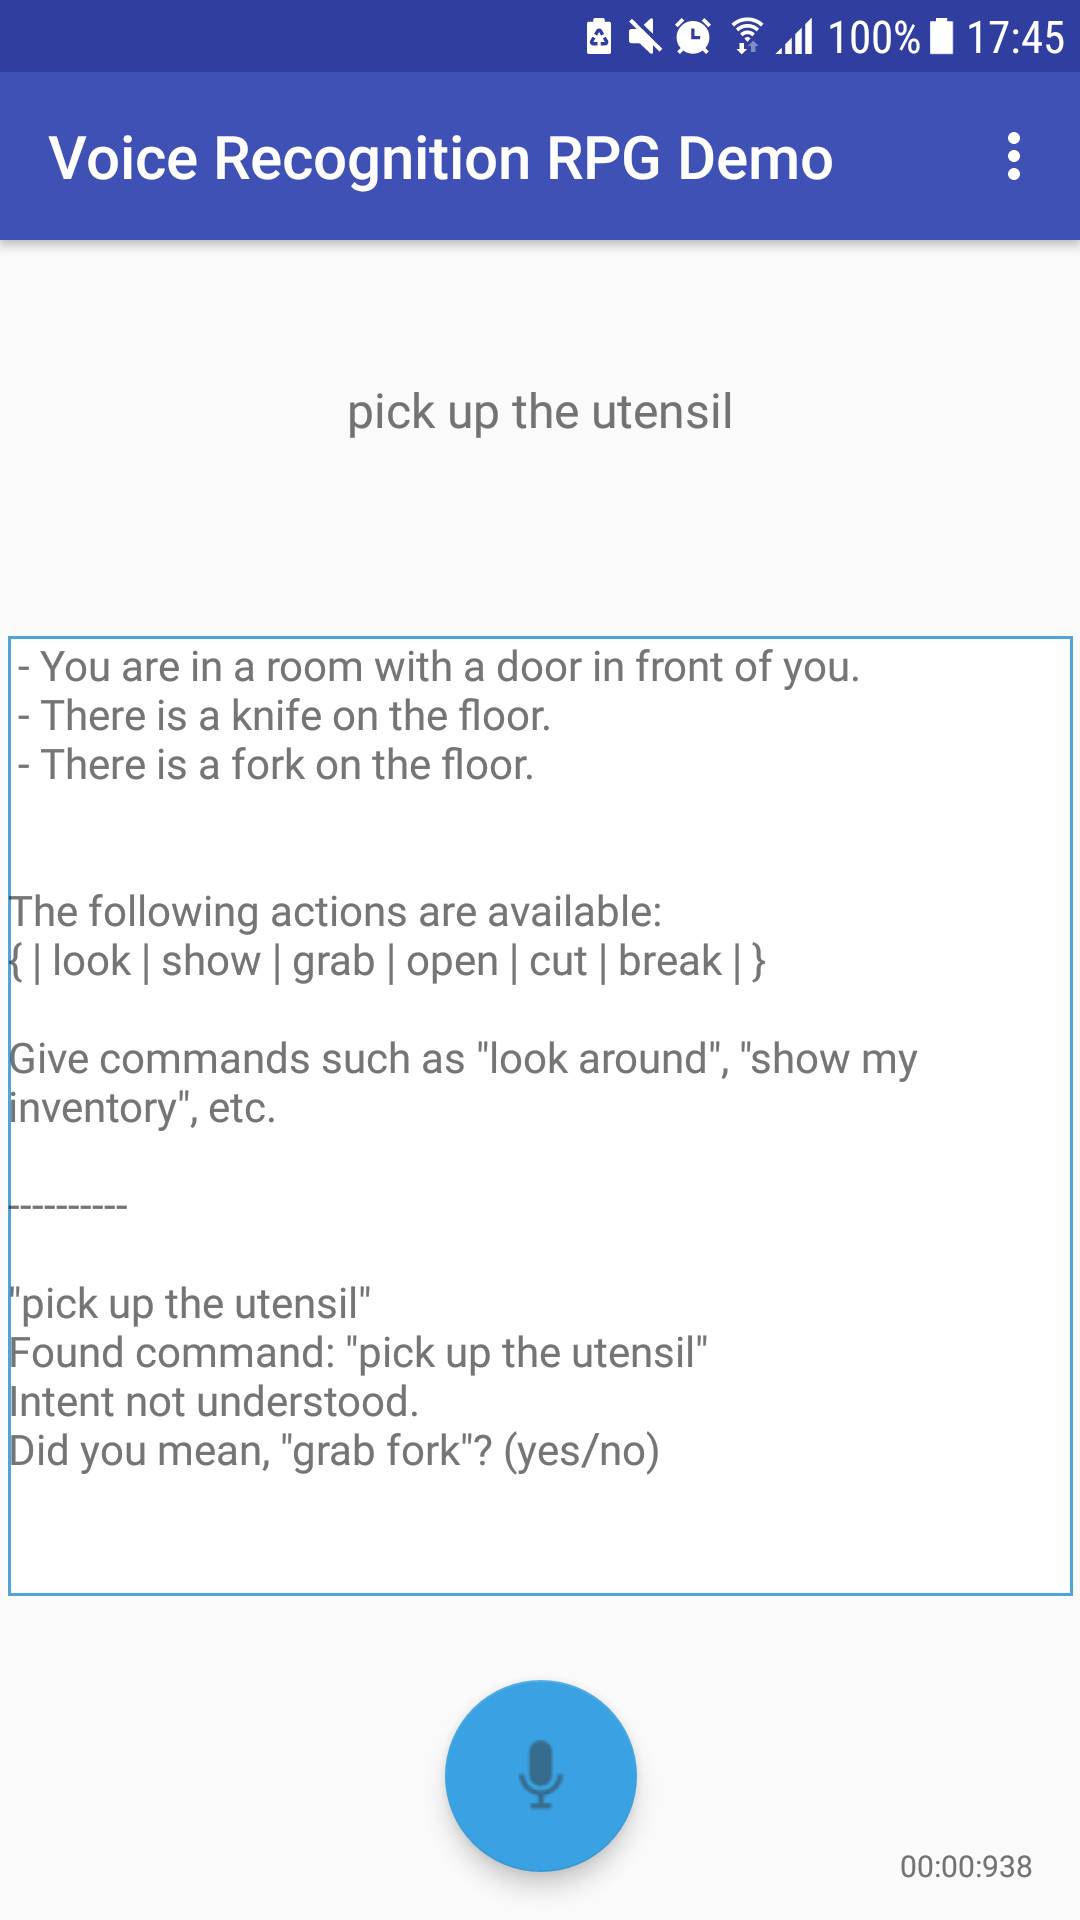 100% 17:45
Voice Recognition RPG Demo
pick up the utensil
- You are in a room with a door in front of you.
- There is a knife on the floor.
- There is a fork on the floor.
The following actions are available:
{ | look | show | grab | open | cut | break | }
Give commands such as "look around", "show my
inventory", etc.
----------
"pick up the utensil"
Found command: "pick up the utensil"
Intent not understood.
Did you mean, "grab fork"? (yes/no)
00:00:938